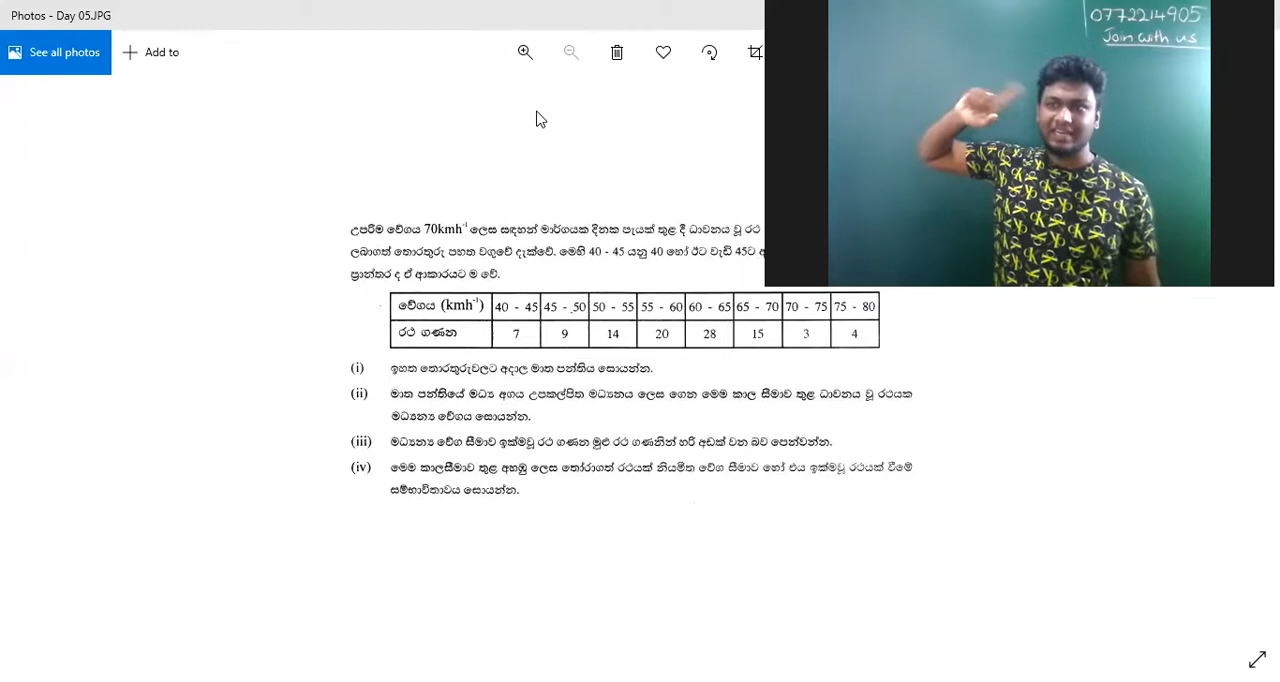 Photos - Day 05.JPG
See all photos
Add to
0772214905
Join with us
උපරිම වේගය 70kmh⁻¹ ලෙස සඳහන් මාර්ගයක දිනක පැයක් තුළ දී ධාවනය වූ රථ
ලබාගත් තොරතුරු පහත වගුවේ දැක්වේ. මෙහි 40 - 45 යනු 40 හෝ ඊට වැඩි 45ට
ප්‍රාන්තර ද ඒ ආකාරයට ම වේ.
වේගය (kmh⁻¹) 40 - 45 45 - 50 50 - 55 55 - 60 60 - 65 65 - 70 70 - 75 75 - 80
රථ ගණන 7 9 14 20 28 15 3 4
(i) ඉහත තොරතුරුවලට අදාල මාත පන්තිය සොයන්න.
(ii) මාත පන්තියේ මධ්‍ය අගය උපකල්පිත මධ්‍යනය ලෙස ගෙන මෙම කාල සීමාව තුළ ධාවනය වූ රථයක
මධ්‍යන්‍ය වේගය සොයන්න.
(iii) මධ්‍යන්‍ය වේග සීමාව ඉක්මවූ රථ ගණන මුළු රථ ගණනින් හරි අඩක් වන බව පෙන්වන්න.
(iv) මෙම කාලසීමාව තුළ අහඹු ලෙස තෝරාගත් රථයක් නියමිත වේග සීමාව හෝ එය ඉක්මවූ රථයක් වීමේ
සම්භාවිතාවය සොයන්න.